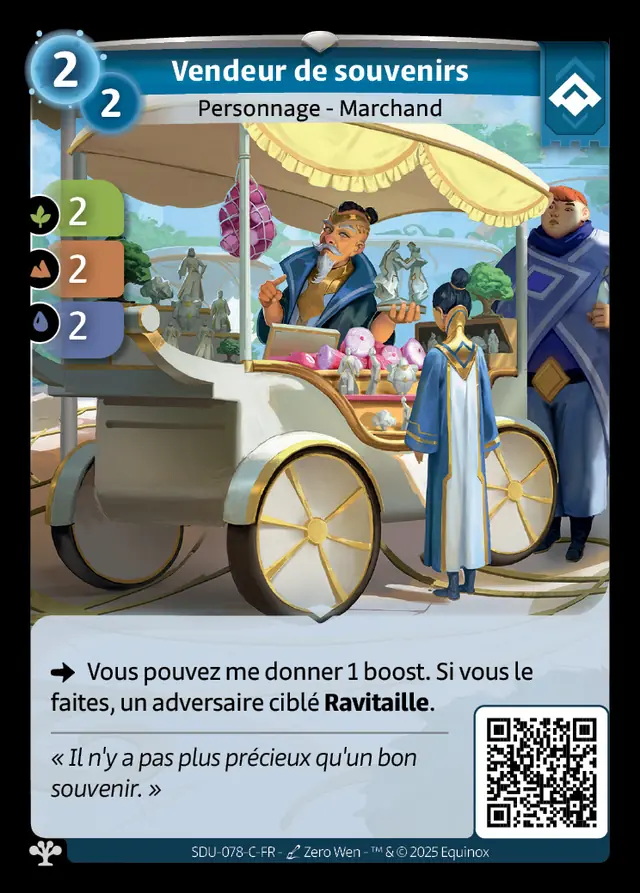 2
2
Vendeur de souvenirs
Personnage - Marchand
2
2
2
Vous pouvez me donner 1 boost. Si vous le
faites, un adversaire ciblé Ravitaille.
« Il n'y a pas plus précieux qu'un bon
souvenir. »
SDU-078-C-FR - Zero Wen - ™ & © 2025 Equinox